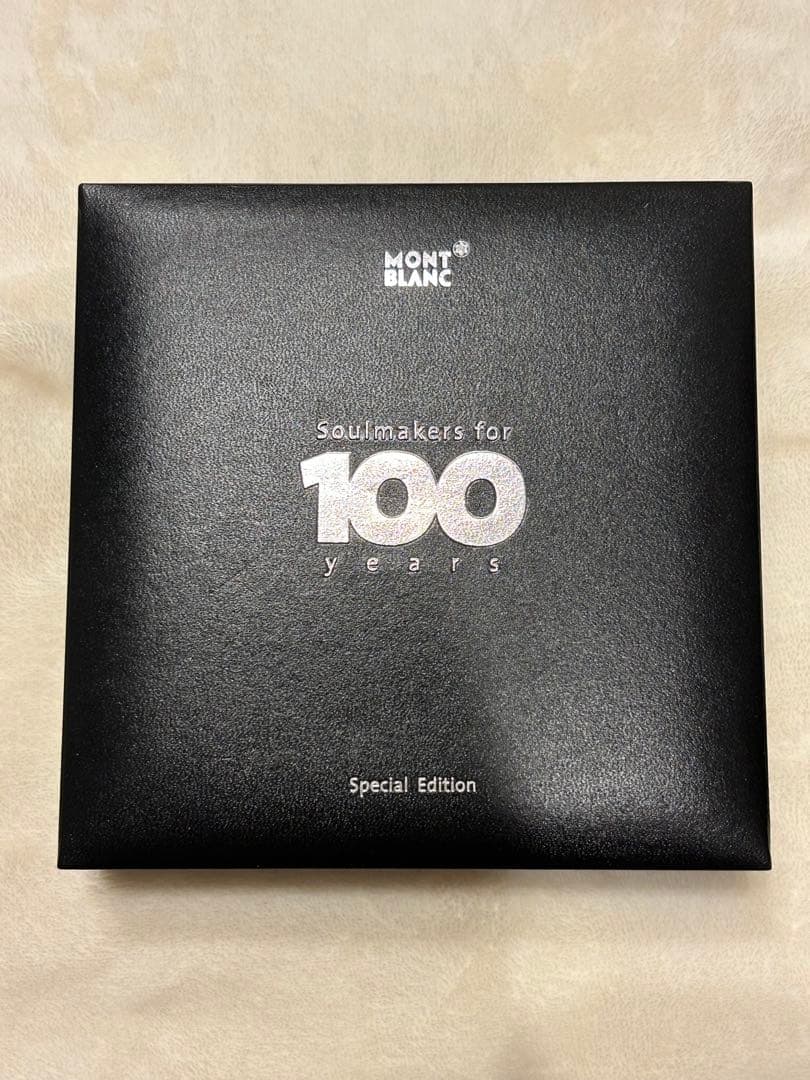 MONT
BLANC
Soulmakers for
100
years
Special Edition